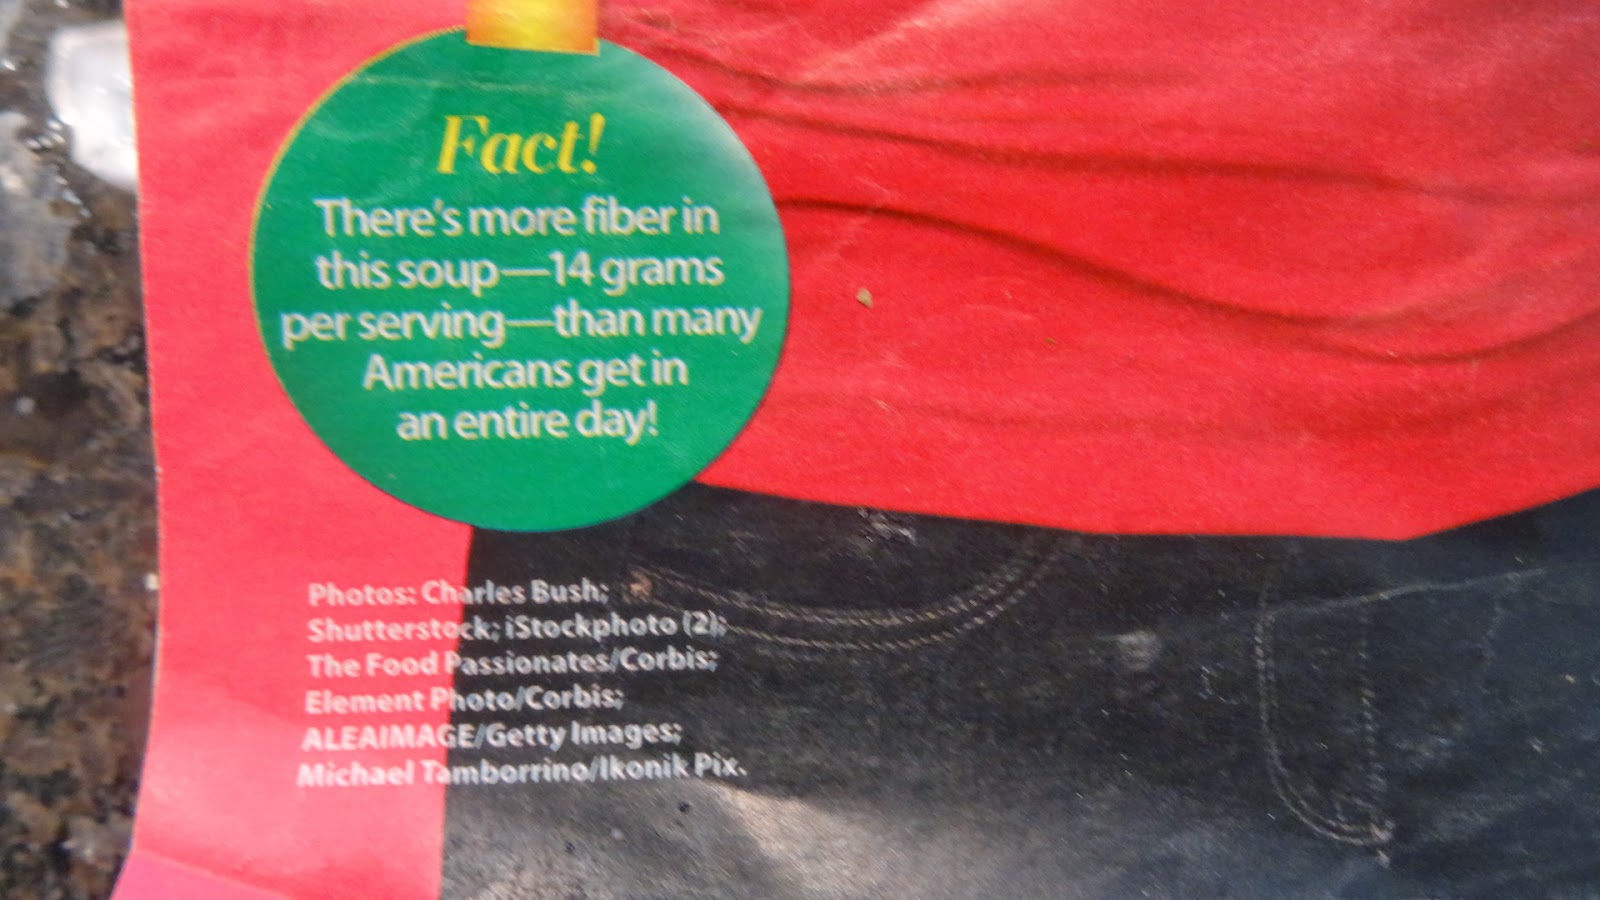 Fact!
There's more fiber in
this soup—14 grams
per serving—than many
Americans get in
an entire day!
Photos: Charles Bush;
Shutterstock; iStockphoto (2);
The Food Passionates/Corbis;
Element Photo/Corbis;
ALEAIMAGE/Getty Images;
Michael Tamborrino/Ikonik Pix.